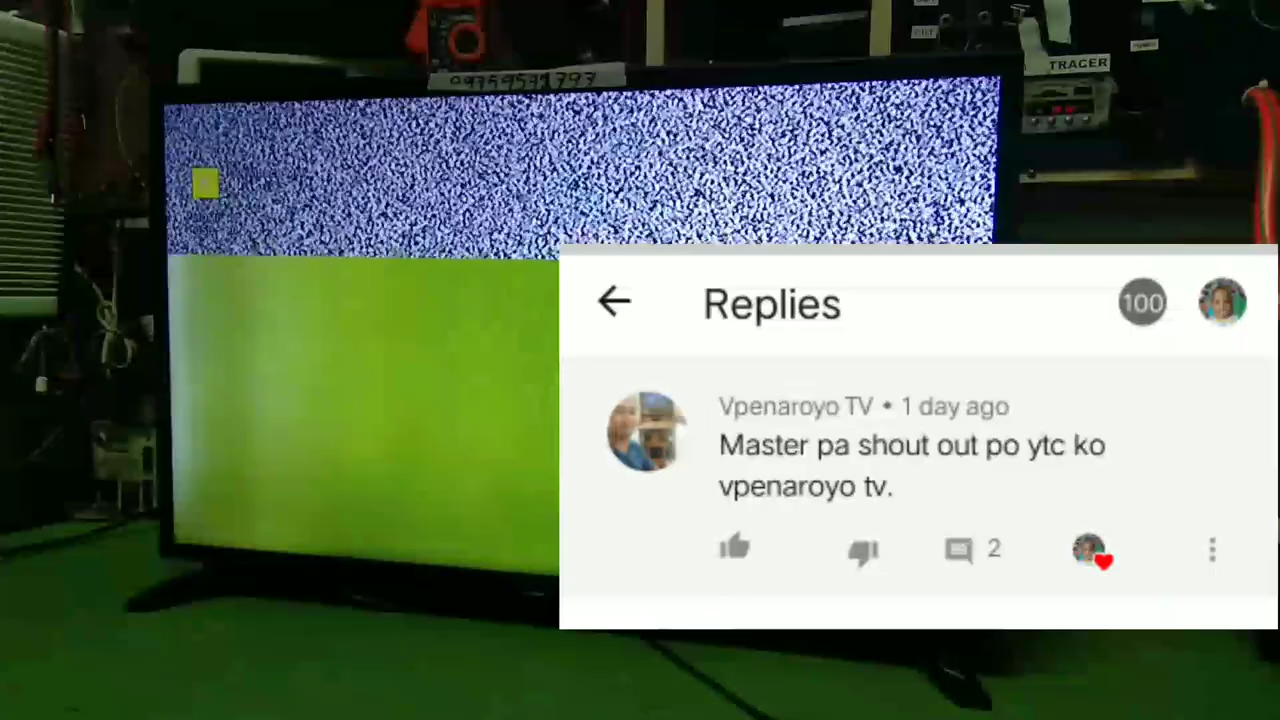 TRACER
Replies
100
Vpenaroyo TV • 1 day ago
Master pa shout out po ytc ko
vpenaroyo tv.
2